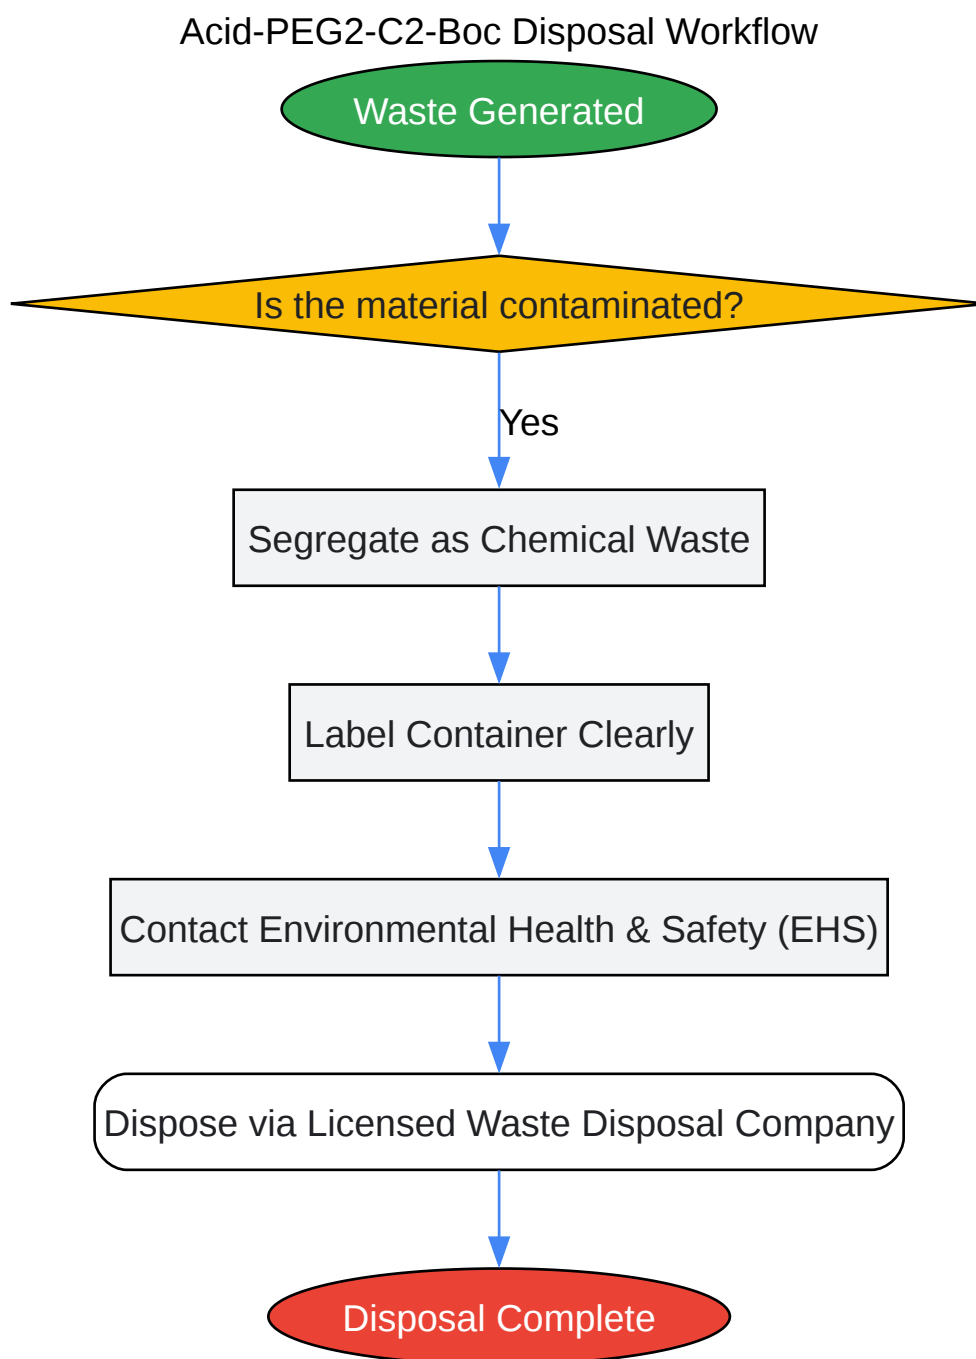 Acid-PEG2-C2-Boc Disposal Workflow
Waste Generated
Is the material contaminated?
Yes
Segregate as Chemical Waste
Label Container Clearly
Contact Environmental Health & Safety (EHS)
Dispose via Licensed Waste Disposal Company
Disposal Complete